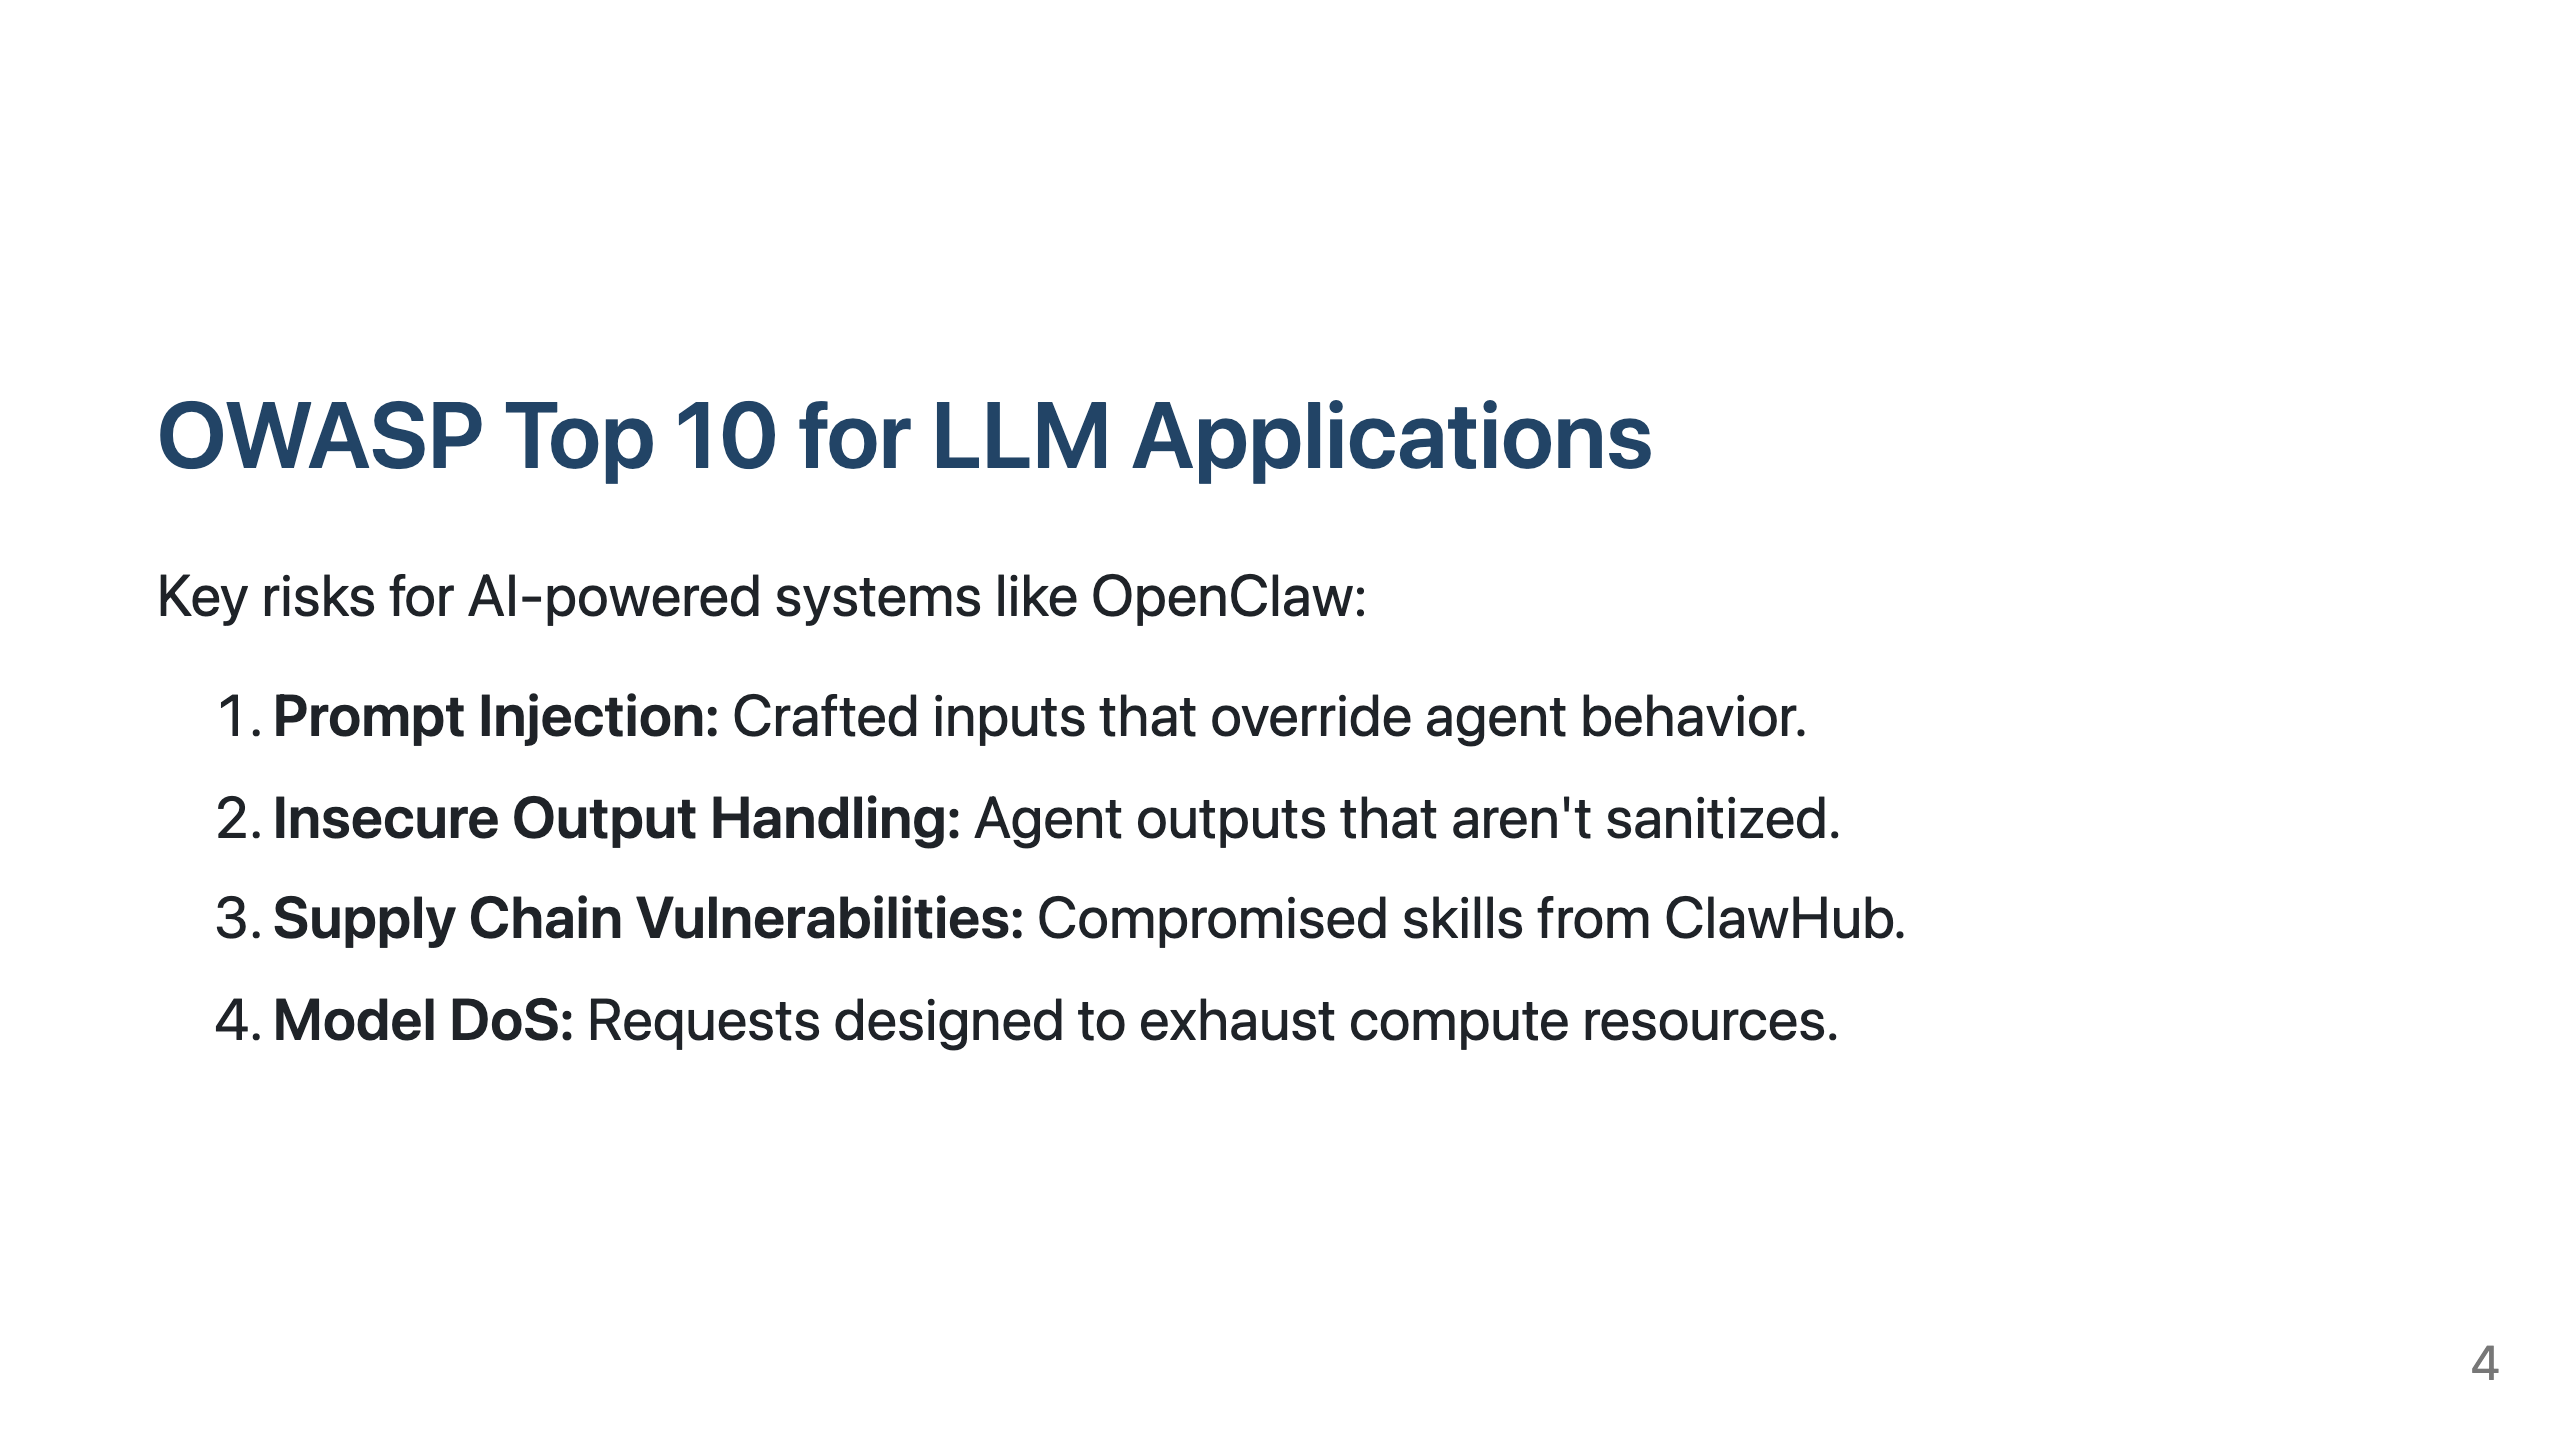 OWASP Top 10 for LLM Applications
Key risks for AI-powered systems like OpenClaw:
1. Prompt Injection: Crafted inputs that override agent behavior.
2. Insecure Output Handling: Agent outputs that aren't sanitized.
3. Supply Chain Vulnerabilities: Compromised skills from ClawHub.
4. Model DoS: Requests designed to exhaust compute resources.
4